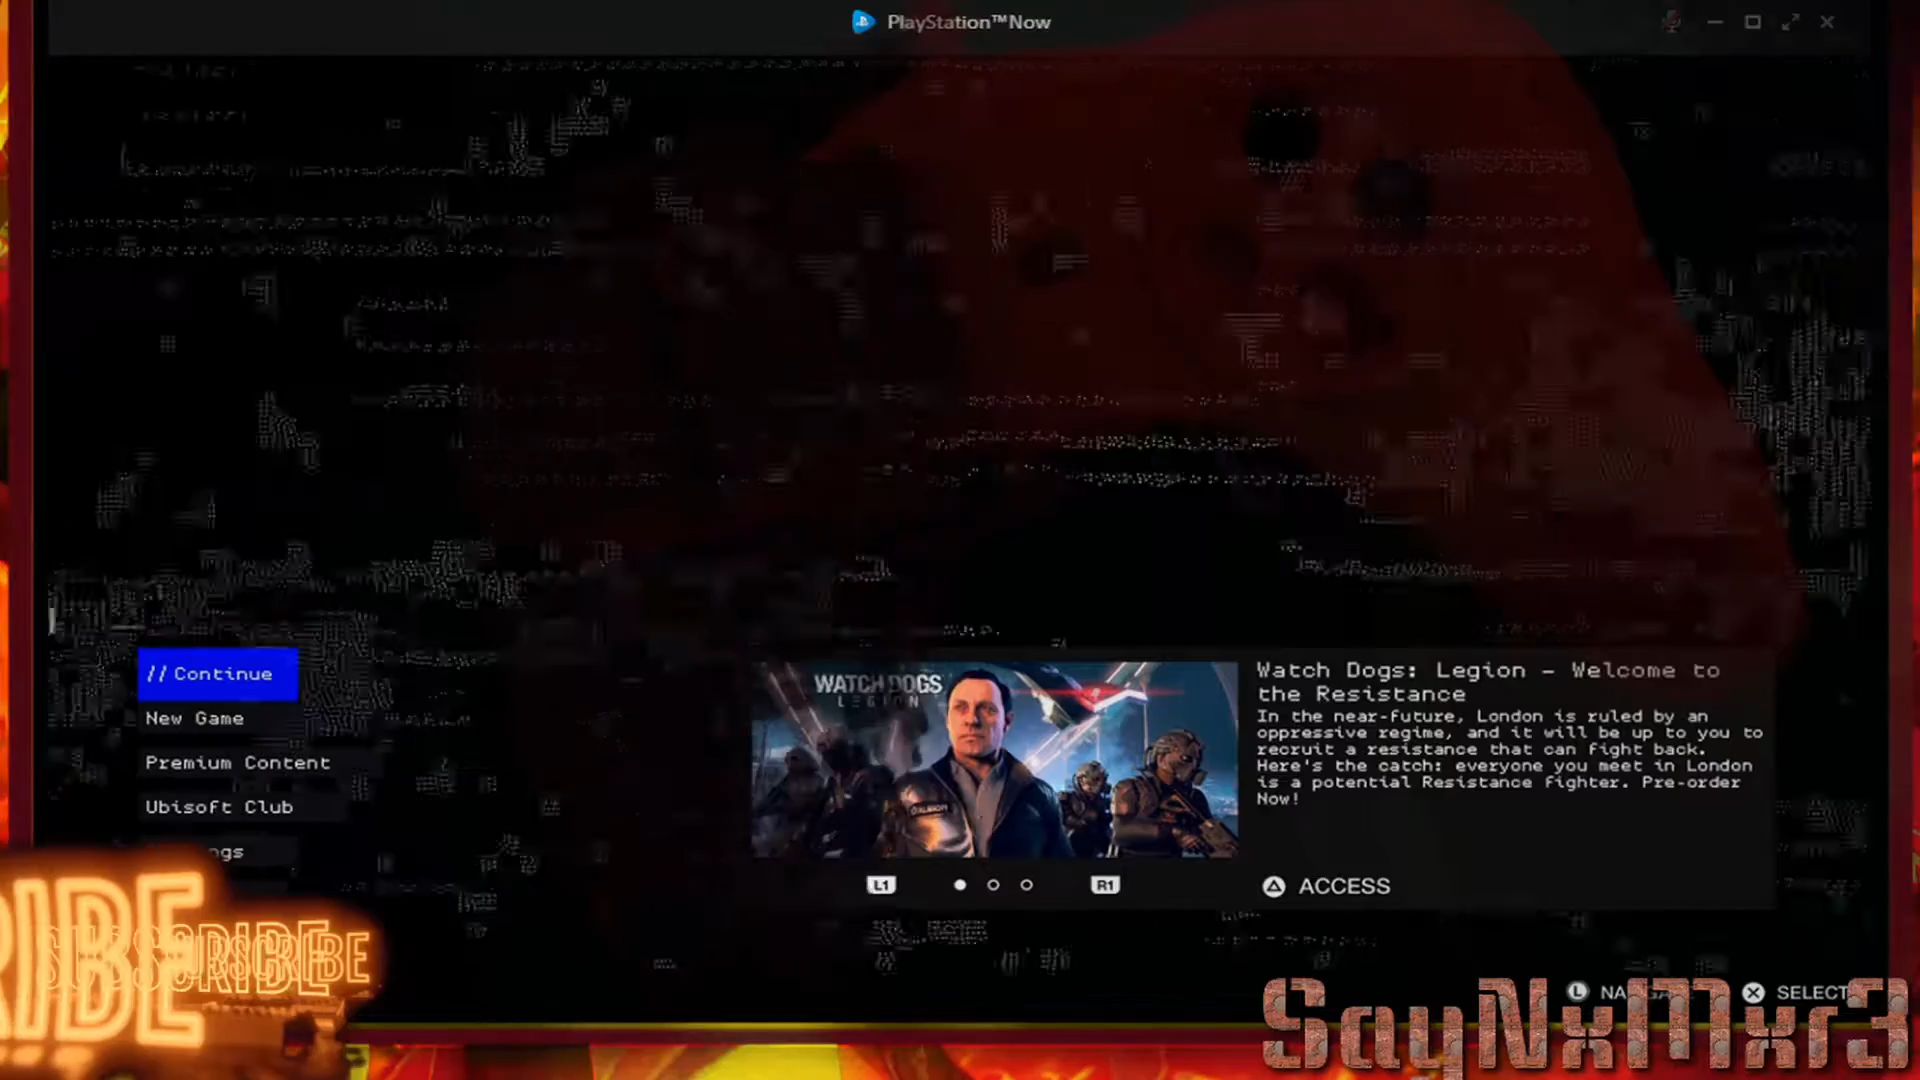 PlayStation™Now
// Continue
New Game
Premium Content
Ubisoft Club
WATCH DOGS
LEGION
Watch Dogs: Legion - Welcome to
the Resistance
In the near-future, London is ruled by an
oppressive regime, and it will be up to you to
recruit a resistance that can fight back.
Here's the catch: everyone you meet in London
is a potential Resistance fighter. Pre-order
Now!
L1
R1
ACCESS
SUBSCRIBE
L
SELECT
SayNxMxr3